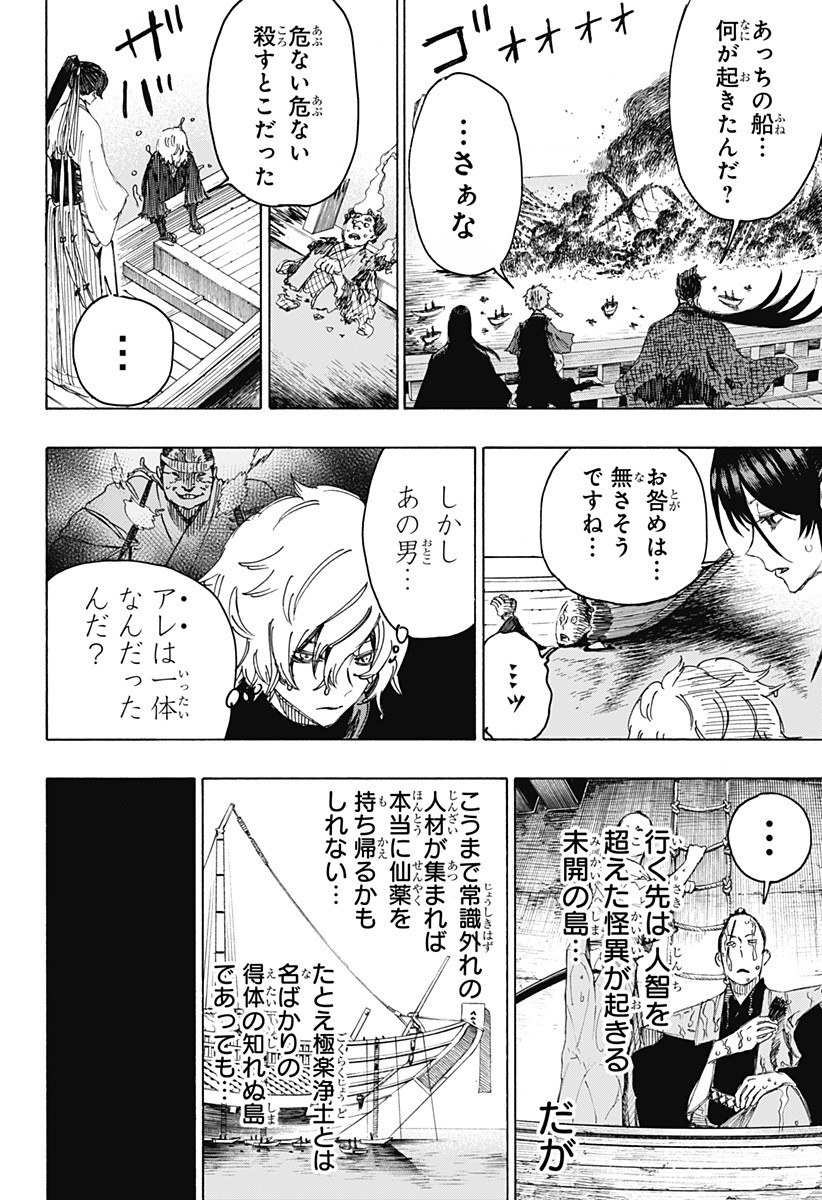 あっちの船…
何が起きたんだ?
…さぁな
ゴオオオオ
危ない危ない
殺すとこだった
ザバッ
…
お咎めは…
無さそう
ですね…
…ッ
しかし
あの男…
アレは一体
なんだった
んだ?
…
行く先は人智を
超えた怪異が起きる
未開の島…
だが
こうまで常識外れの
人材が集まれば
本当に仙薬を
持ち帰るかも
しれない…
たとえ極楽浄土とは
名ばかりの
得体の知れぬ島
であっても…